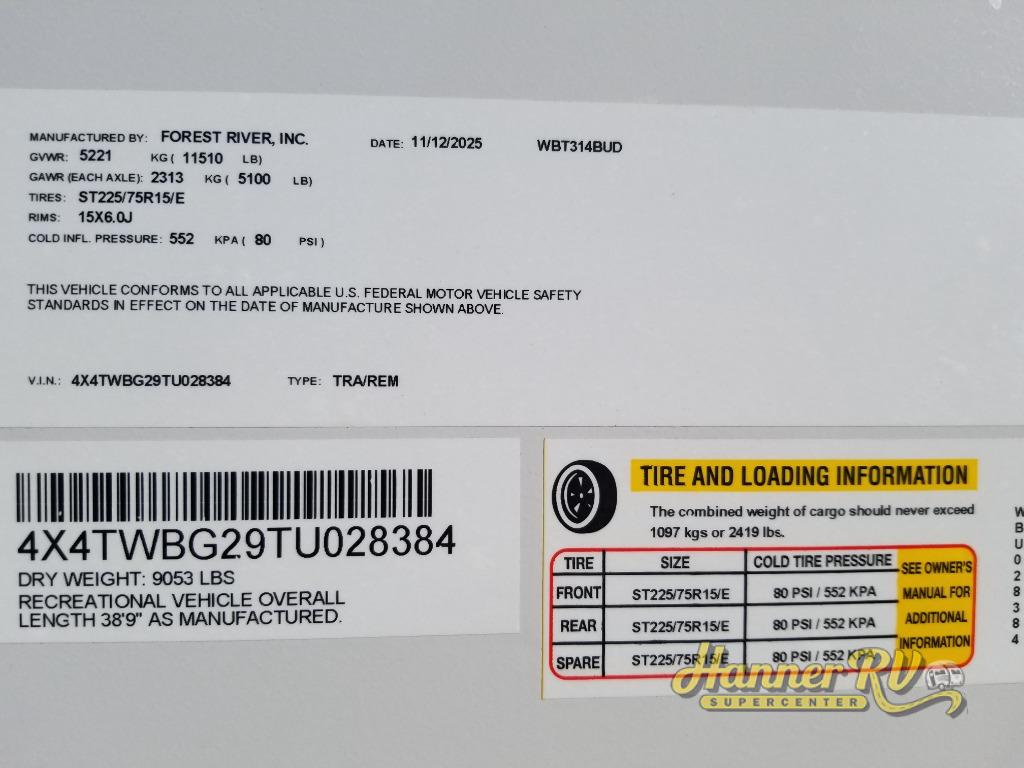 MANUFACTURED BY: FOREST RIVER, INC. DATE: 11/12/2025 WBT314BUD
GVWR: 5221 KG ( 11510 LB)
GAWR (EACH AXLE): 2313 KG ( 5100 LB)
TIRES: ST225/75R15/E
RIMS: 15X6.0J
COLD INFL. PRESSURE: 552 KPA ( 80 PSI )
THIS VEHICLE CONFORMS TO ALL APPLICABLE U.S. FEDERAL MOTOR VEHICLE SAFETY
STANDARDS IN EFFECT ON THE DATE OF MANUFACTURE SHOWN ABOVE.
V.I.N.: 4X4TWBG29TU028384 TYPE: TRA/REM
4X4TWBG29TU028384
DRY WEIGHT: 9053 LBS
RECREATIONAL VEHICLE OVERALL
LENGTH 38'9" AS MANUFACTURED.
TIRE AND LOADING INFORMATION
The combined weight of cargo should never exceed
1097 kgs or 2419 lbs.
TIRE SIZE COLD TIRE PRESSURE
FRONT ST225/75R15/E 80 PSI / 552 KPA
REAR ST225/75R15/E 80 PSI / 552 KPA
SPARE ST225/75R15/E 80 PSI / 552 KPA
SEE OWNER'S
MANUAL FOR
ADDITIONAL
INFORMATION
W
B
U
0
2
8
3
8
4
Hanner RV
SUPERCENTER